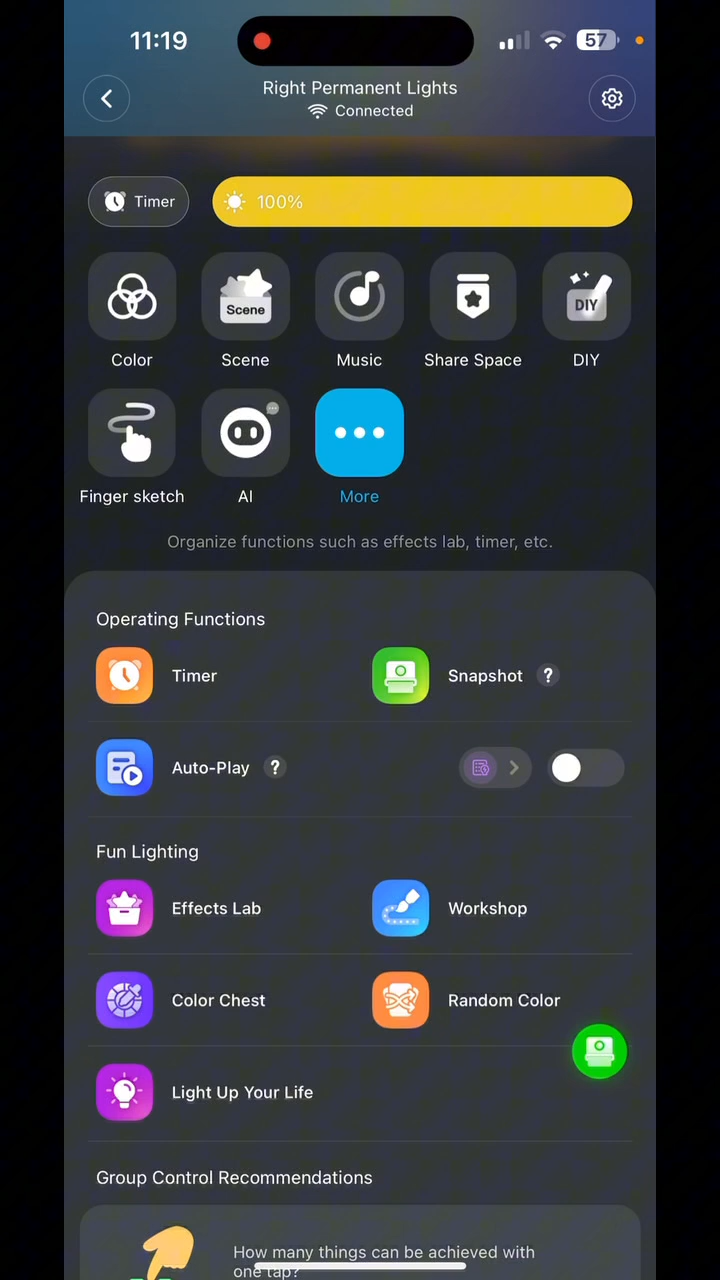 11:19
57
Right Permanent Lights
Connected
Timer
100%
Scene
DIY
Color
Scene
Music
Share Space
DIY
Finger sketch
AI
More
Organize functions such as effects lab, timer, etc.
Operating Functions
Timer
Snapshot ?
Auto-Play ?
Fun Lighting
Effects Lab
Workshop
Color Chest
Random Color
Light Up Your Life
Group Control Recommendations
How many things can be achieved with
one tap?